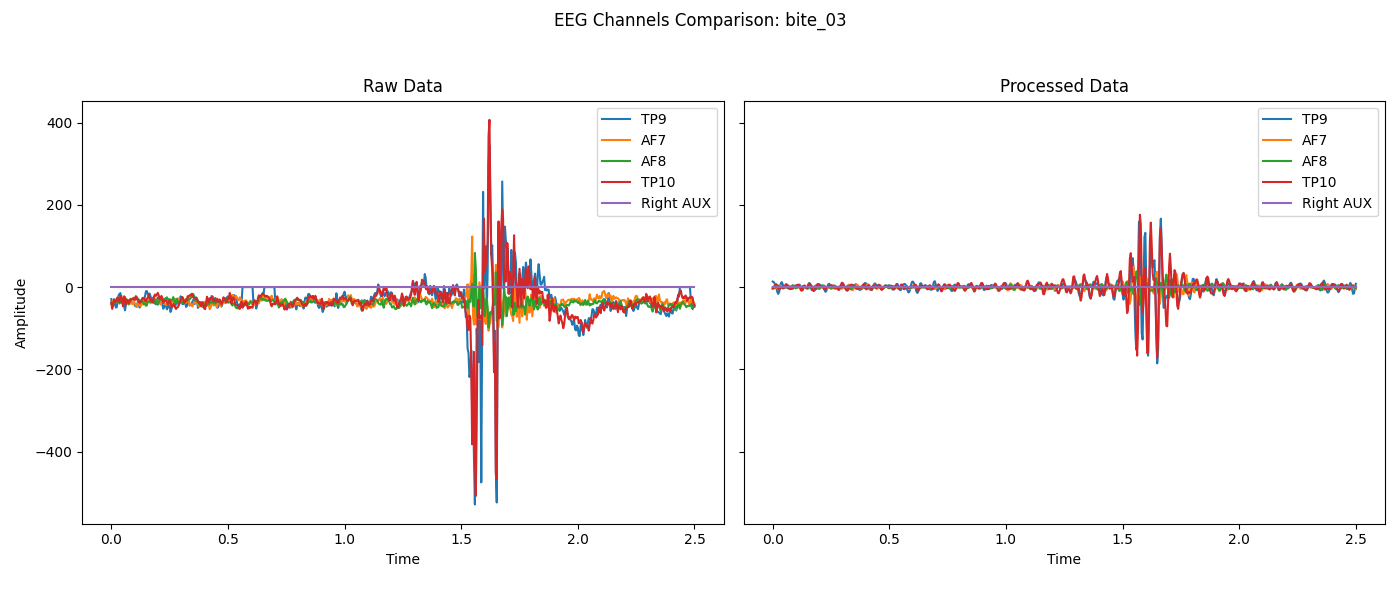 EEG Channels Comparison: bite_03
Raw Data
Processed Data
TP9
AF7
AF8
TP10
Right AUX
TP9
AF7
AF8
TP10
Right AUX
400
200
0
−200
−400
Amplitude
0.0 0.5 1.0 1.5 2.0 2.5
0.0 0.5 1.0 1.5 2.0 2.5
Time
Time